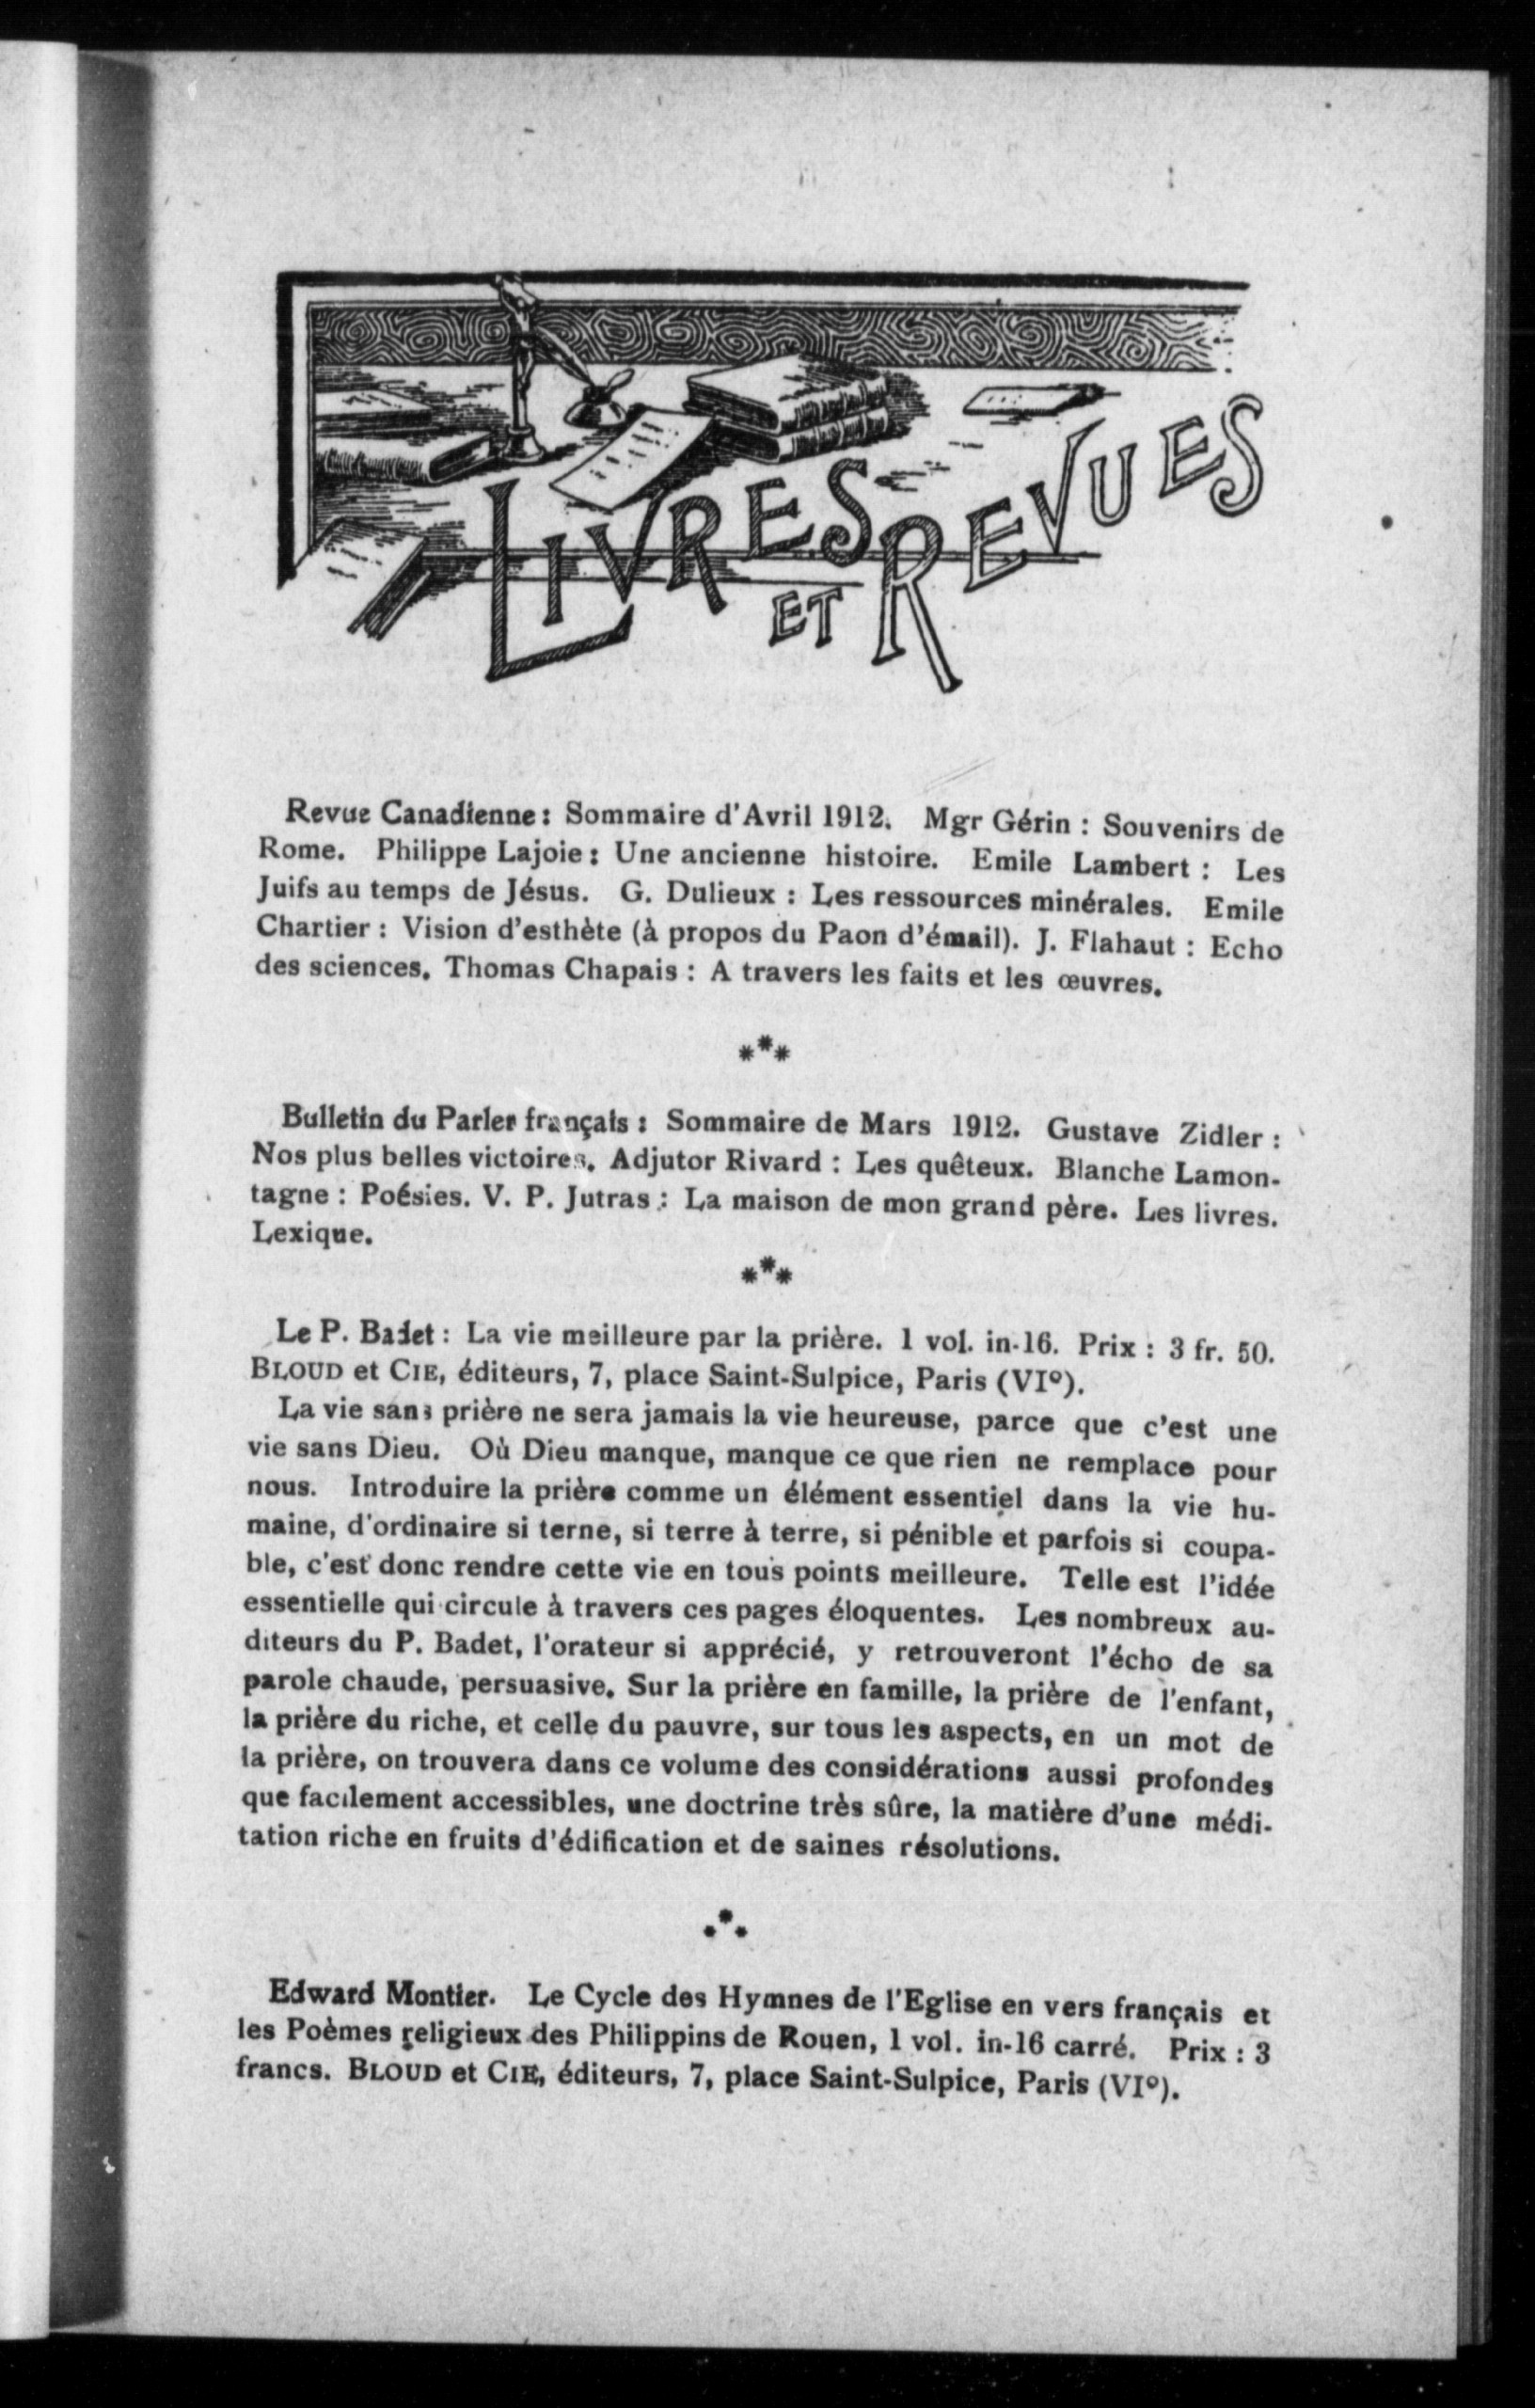 LIVRES ET REVUES
Revue Canadienne : Sommaire d'Avril 1912. Mgr Gérin : Souvenirs de
Rome. Philippe Lajoie : Une ancienne histoire. Emile Lambert : Les
Juifs au temps de Jésus. G. Dulieux : Les ressources minérales. Emile
Chartier : Vision d'esthète (à propos du Paon d'émail). J. Flahaut : Echo
des sciences. Thomas Chapais : A travers les faits et les œuvres.
***
Bulletin du Parler français : Sommaire de Mars 1912. Gustave Zidler :
Nos plus belles victoires. Adjutor Rivard : Les quêteux. Blanche Lamon-
tagne : Poésies. V. P. Jutras : La maison de mon grand père. Les livres.
Lexique.
***
Le P. Badet : La vie meilleure par la prière. 1 vol. in-16. Prix : 3 fr. 50.
BLOUD et CIE, éditeurs, 7, place Saint-Sulpice, Paris (VIº).
La vie sans prière ne sera jamais la vie heureuse, parce que c'est une
vie sans Dieu. Où Dieu manque, manque ce que rien ne remplace pour
nous. Introduire la prière comme un élément essentiel dans la vie hu-
maine, d'ordinaire si terne, si terre à terre, si pénible et parfois si coupa-
ble, c'est donc rendre cette vie en tous points meilleure. Telle est l'idée
essentielle qui circule à travers ces pages éloquentes. Les nombreux au-
diteurs du P. Badet, l'orateur si apprécié, y retrouveront l'écho de sa
parole chaude, persuasive. Sur la prière en famille, la prière de l'enfant,
la prière du riche, et celle du pauvre, sur tous les aspects, en un mot de
la prière, on trouvera dans ce volume des considérations aussi profondes
que facilement accessibles, une doctrine très sûre, la matière d'une médi-
tation riche en fruits d'édification et de saines résolutions.
***
Edward Montier. Le Cycle des Hymnes de l'Eglise en vers français et
les Poèmes religieux des Philippins de Rouen, 1 vol. in-16 carré. Prix : 3
francs. BLOUD et CIE, éditeurs, 7, place Saint-Sulpice, Paris (VIº).